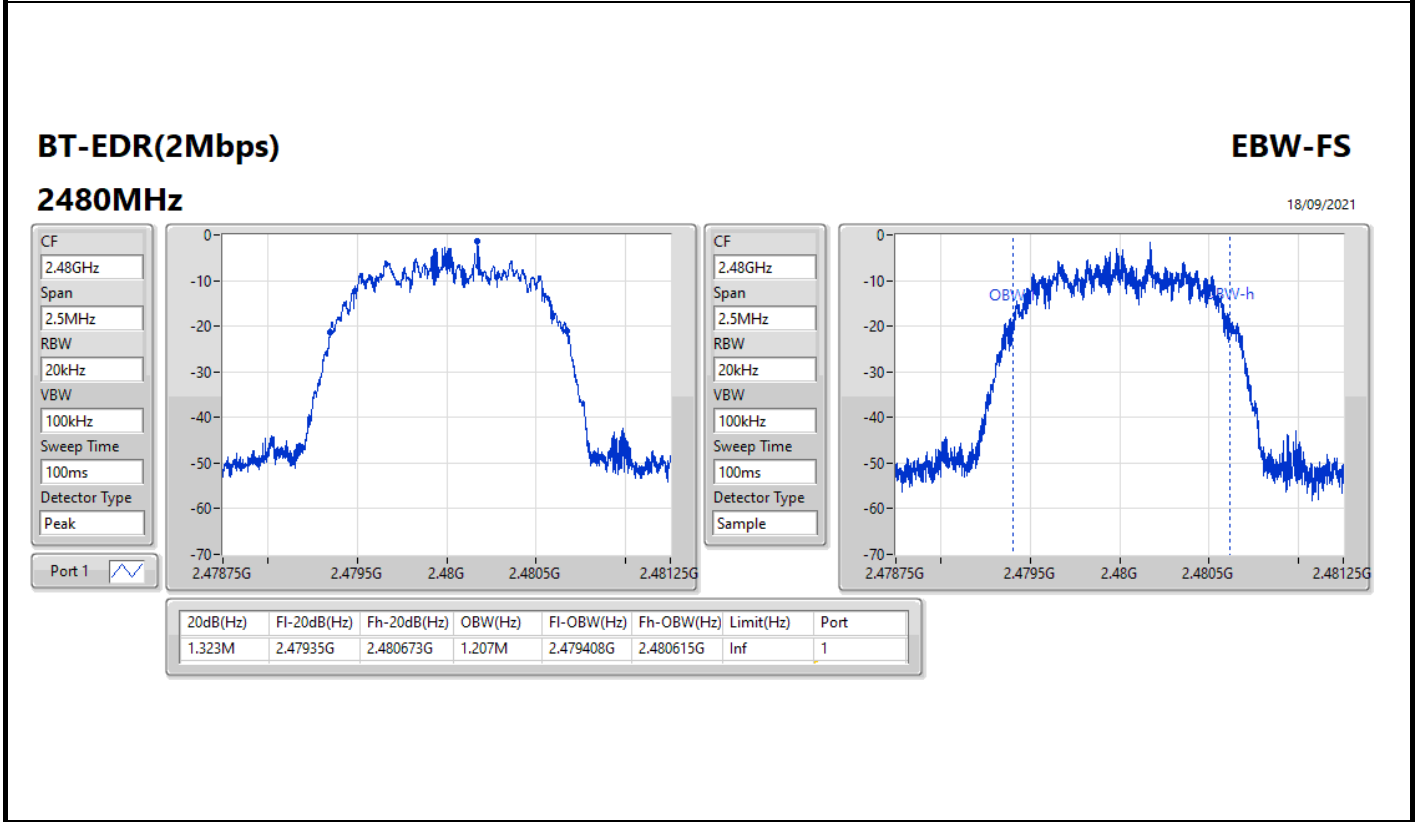 BT-EDR(2Mbps)
EBW-FS
2480MHz
18/09/2021
CF
2.48GHz
Span
2.5MHz
RBW
20kHz
VBW
100kHz
Sweep Time
100ms
Detector Type
Peak
Port 1
0-
-10-
-20-
-30-
-40-
-50-
-60-
-70-
2.47875G 2.4795G 2.48G 2.4805G 2.48125G
CF
2.48GHz
Span
2.5MHz
RBW
20kHz
VBW
100kHz
Sweep Time
100ms
Detector Type
Sample
0-
-10-
-20-
-30-
-40-
-50-
-60-
-70-
OBW BW-h
2.47875G 2.4795G 2.48G 2.4805G 2.48125G
20dB(Hz) Fl-20dB(Hz) Fh-20dB(Hz) OBW(Hz) Fl-OBW(Hz) Fh-OBW(Hz) Limit(Hz) Port
1.323M 2.47935G 2.480673G 1.207M 2.479408G 2.480615G Inf 1